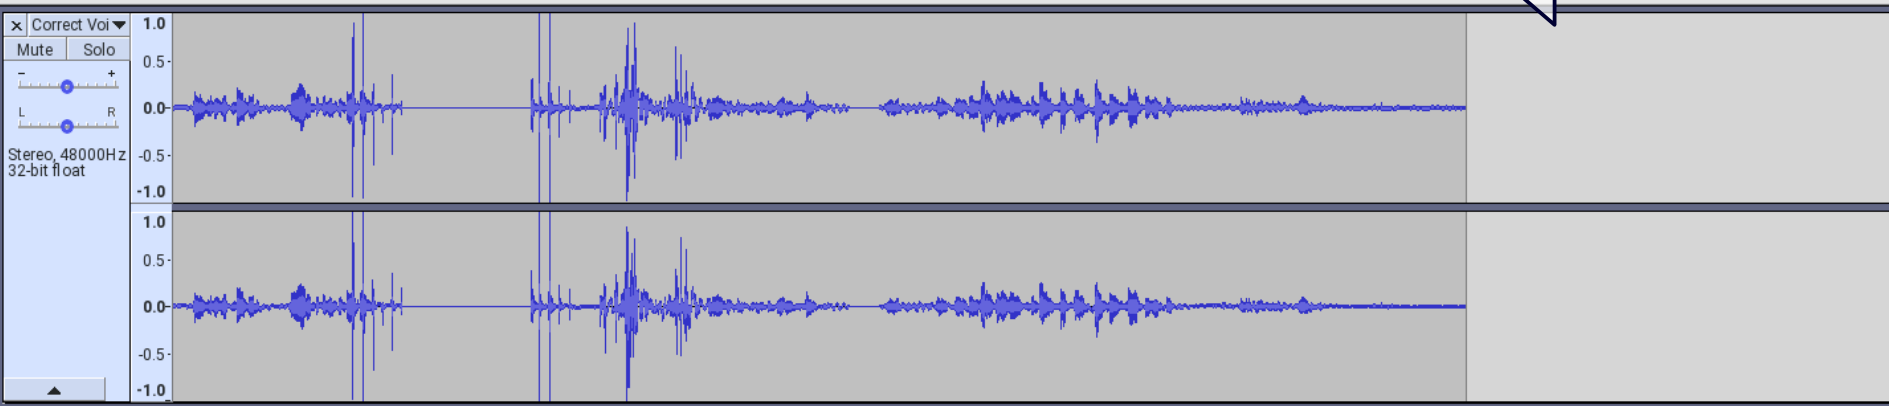 × Correct Voi
Mute Solo
- +
L R
Stereo, 48000Hz
32-bit float
1.0
0.5-
0.0-
-0.5-
-1.0
1.0
0.5-
0.0-
-0.5-
-1.0